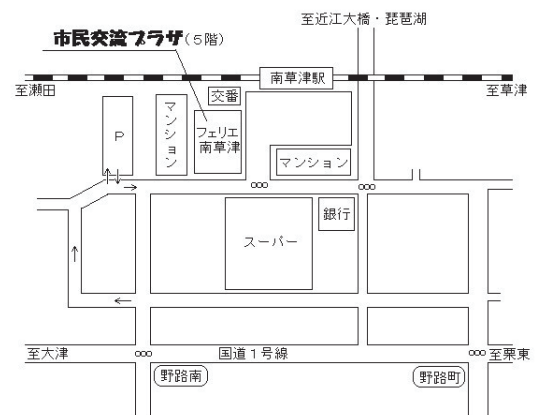 至近江大橋・琵琶湖
市民交流プラザ(5階)
南草津駅
至瀬田
至草津
交番
マンション
P
フェリエ
南草津
マンション
銀行
スーパー
至大津
国道1号線
至栗東
野路南
野路町